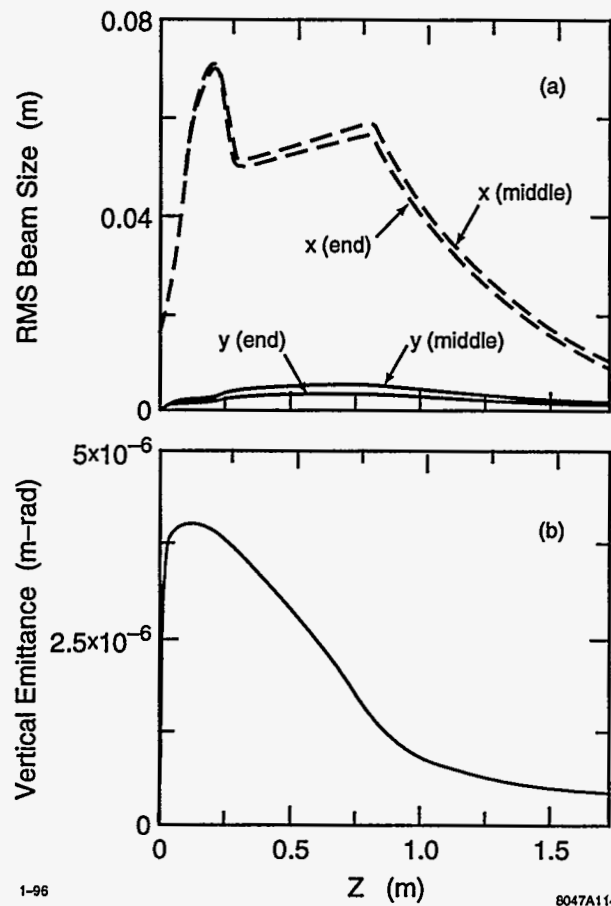 0.08
(a)
RMS Beam Size (m)
0.04
x (middle)
x (end)
y (end)
y (middle)
0
5×10⁻⁶
(b)
Vertical Emittance (m–rad)
2.5×10⁻⁶
0
0 0.5 1.0 1.5
Z (m)
1–96
8047A11